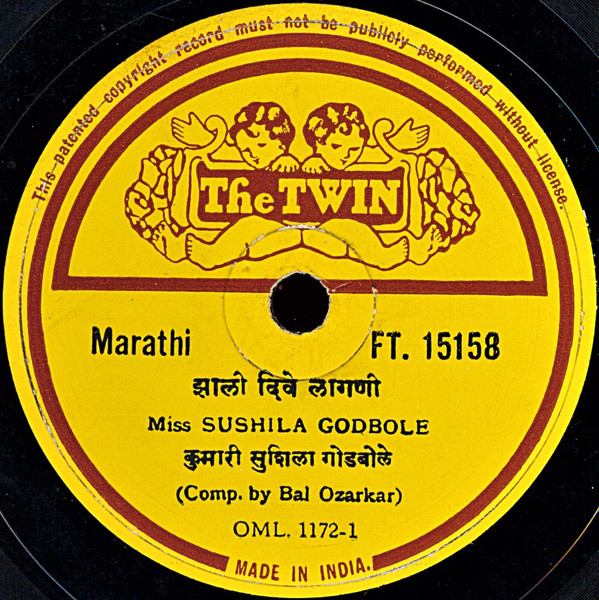 This patented copyright record must not be publicly performed without license.
The TWIN
Marathi FT. 15158
झाली दिवे लागणी
Miss SUSHILA GODBOLE
कुमारी सुशिला गोडबोले
(Comp. by Bal Ozarkar)
OML. 1172-1
MADE IN INDIA.